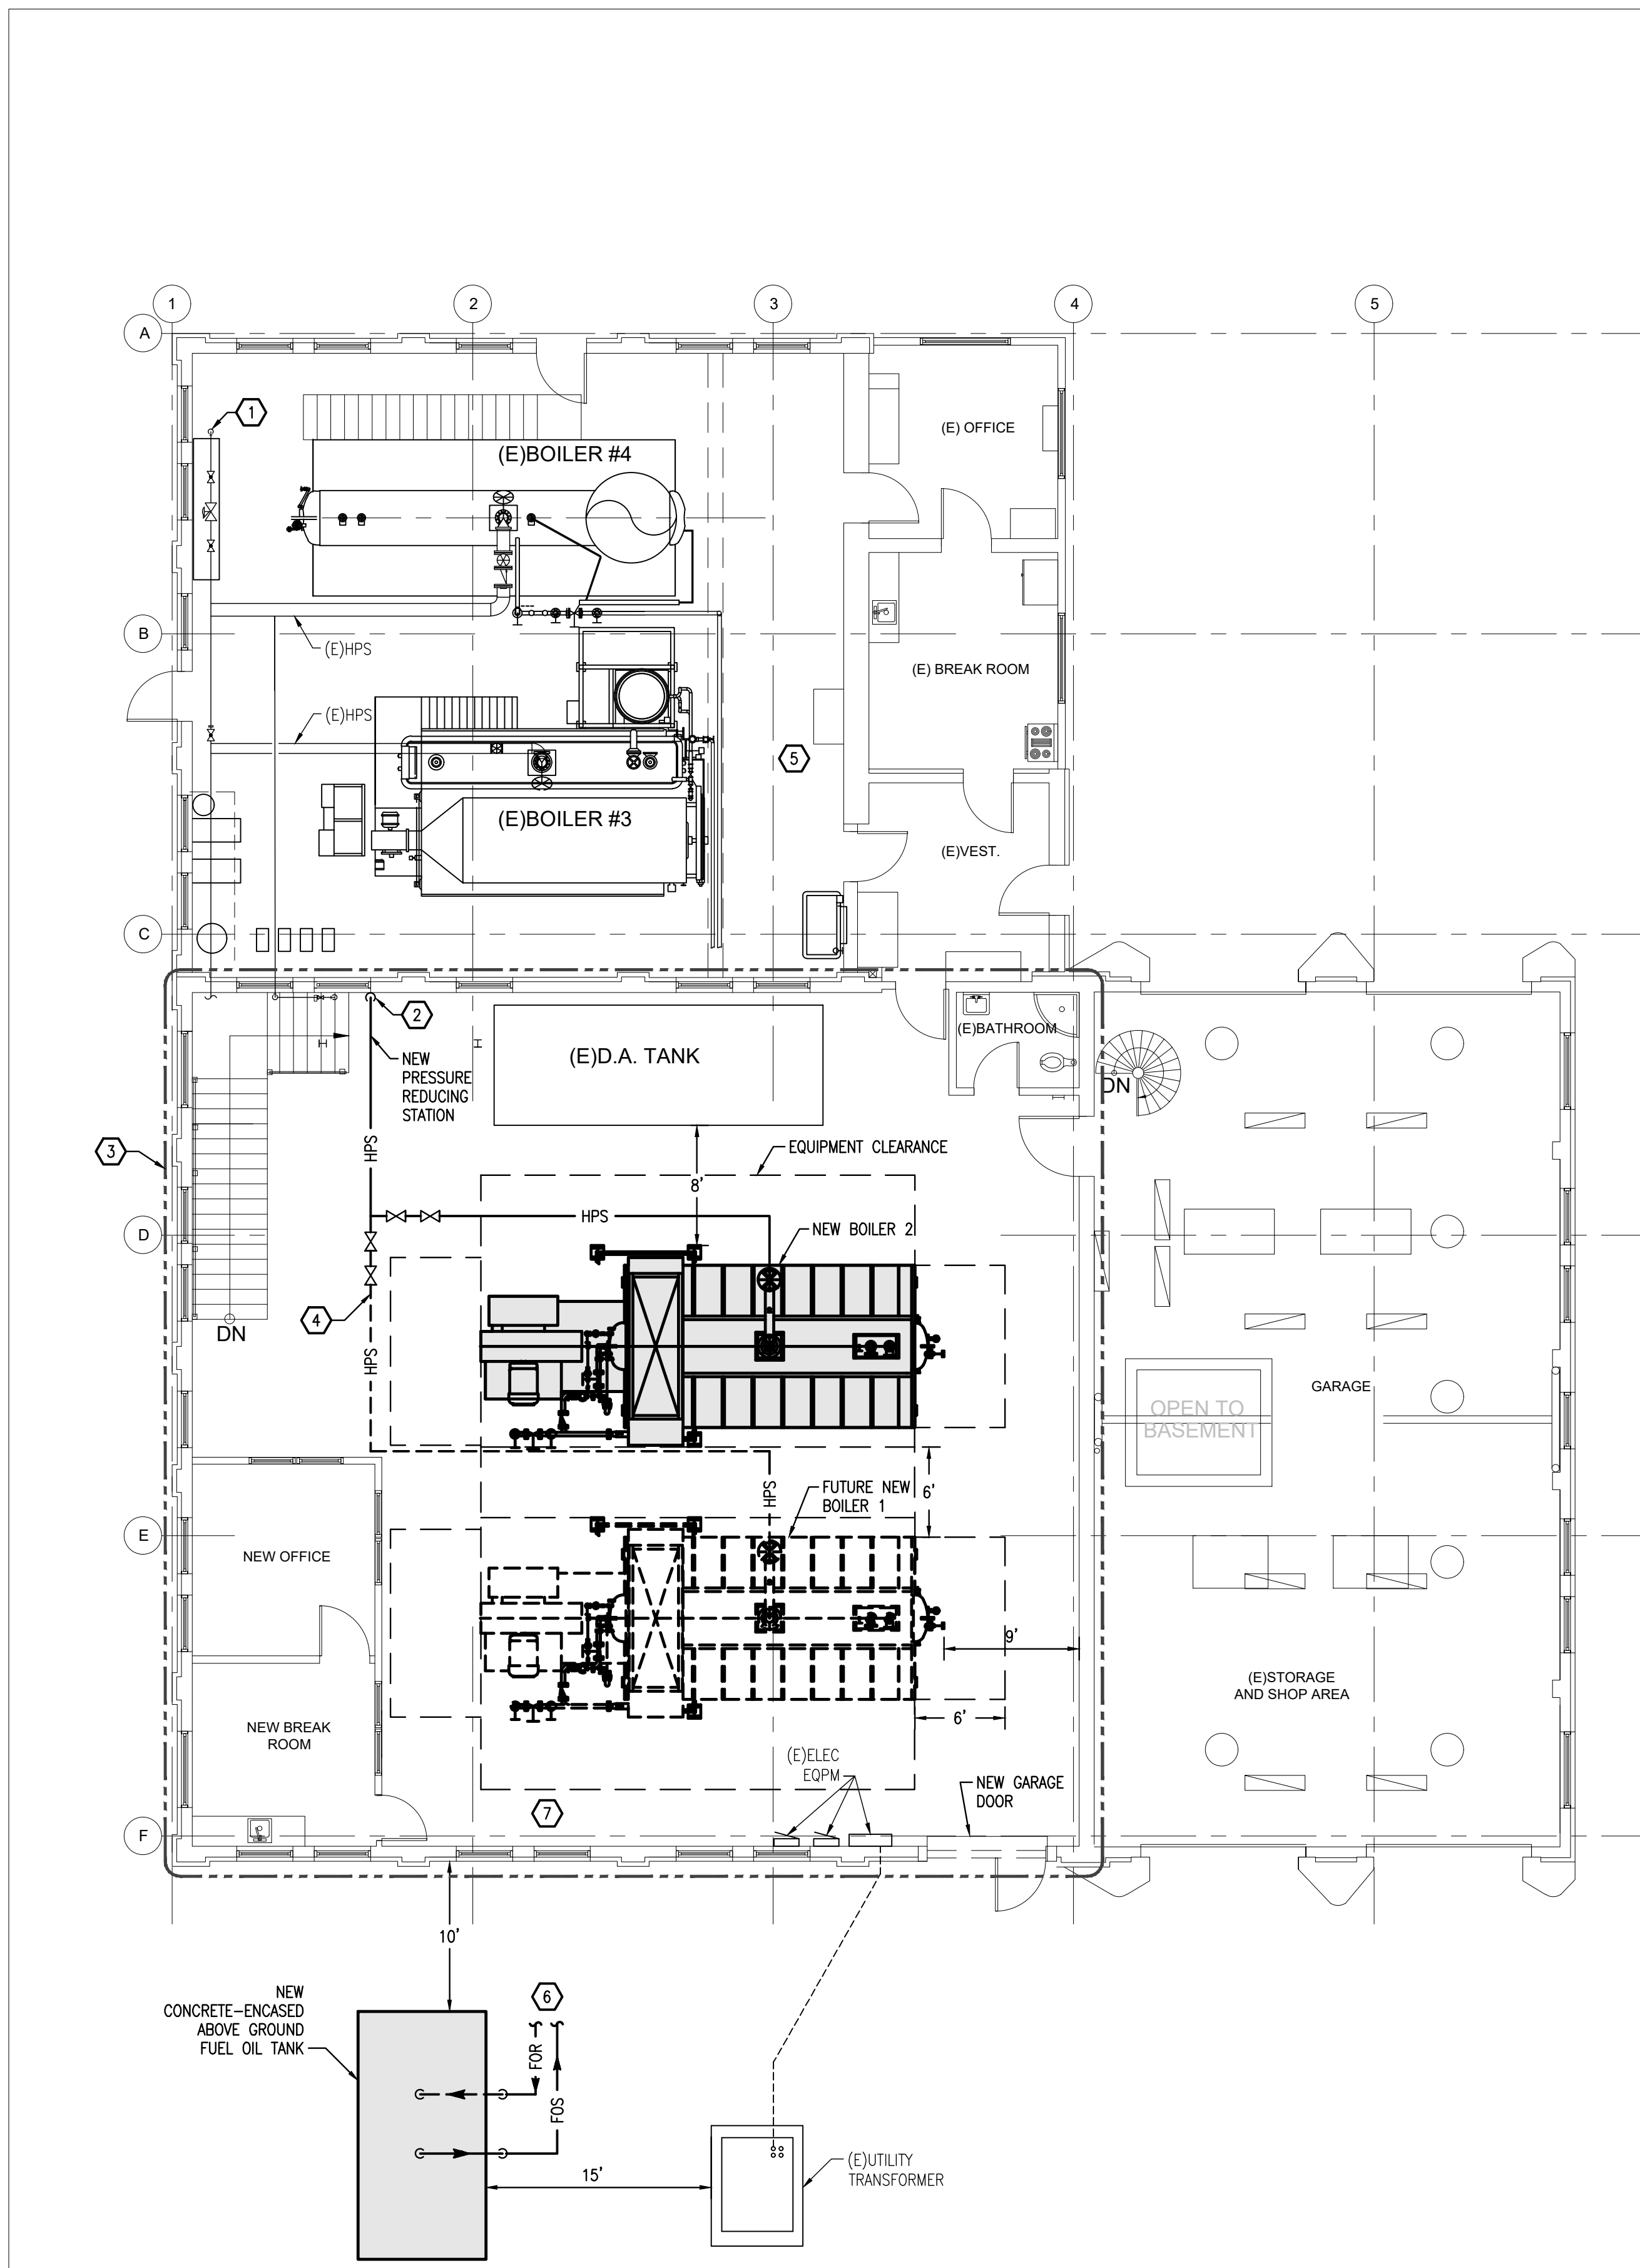 1
2
3
4
5
A
1
(E) OFFICE
(E)BOILER #4
B
(E)HPS
(E) BREAK ROOM
(E)HPS
5
(E)BOILER #3
(E)VEST.
C
2
(E)BATHROOM
(E)D.A. TANK
NEW
PRESSURE
REDUCING
STATION
DN
3
HPS
EQUIPMENT CLEARANCE
8'
HPS
D
NEW BOILER 2
4
DN
HPS
GARAGE
OPEN TO
BASEMENT
FUTURE NEW
BOILER 1
6'
HPS
E
NEW OFFICE
9'
(E)STORAGE
AND SHOP AREA
6'
NEW BREAK
ROOM
(E)ELEC
EQPM
NEW GARAGE
DOOR
7
F
10'
NEW
CONCRETE-ENCASED
ABOVE GROUND
FUEL OIL TANK
6
FOR
FOS
15'
(E)UTILITY
TRANSFORMER